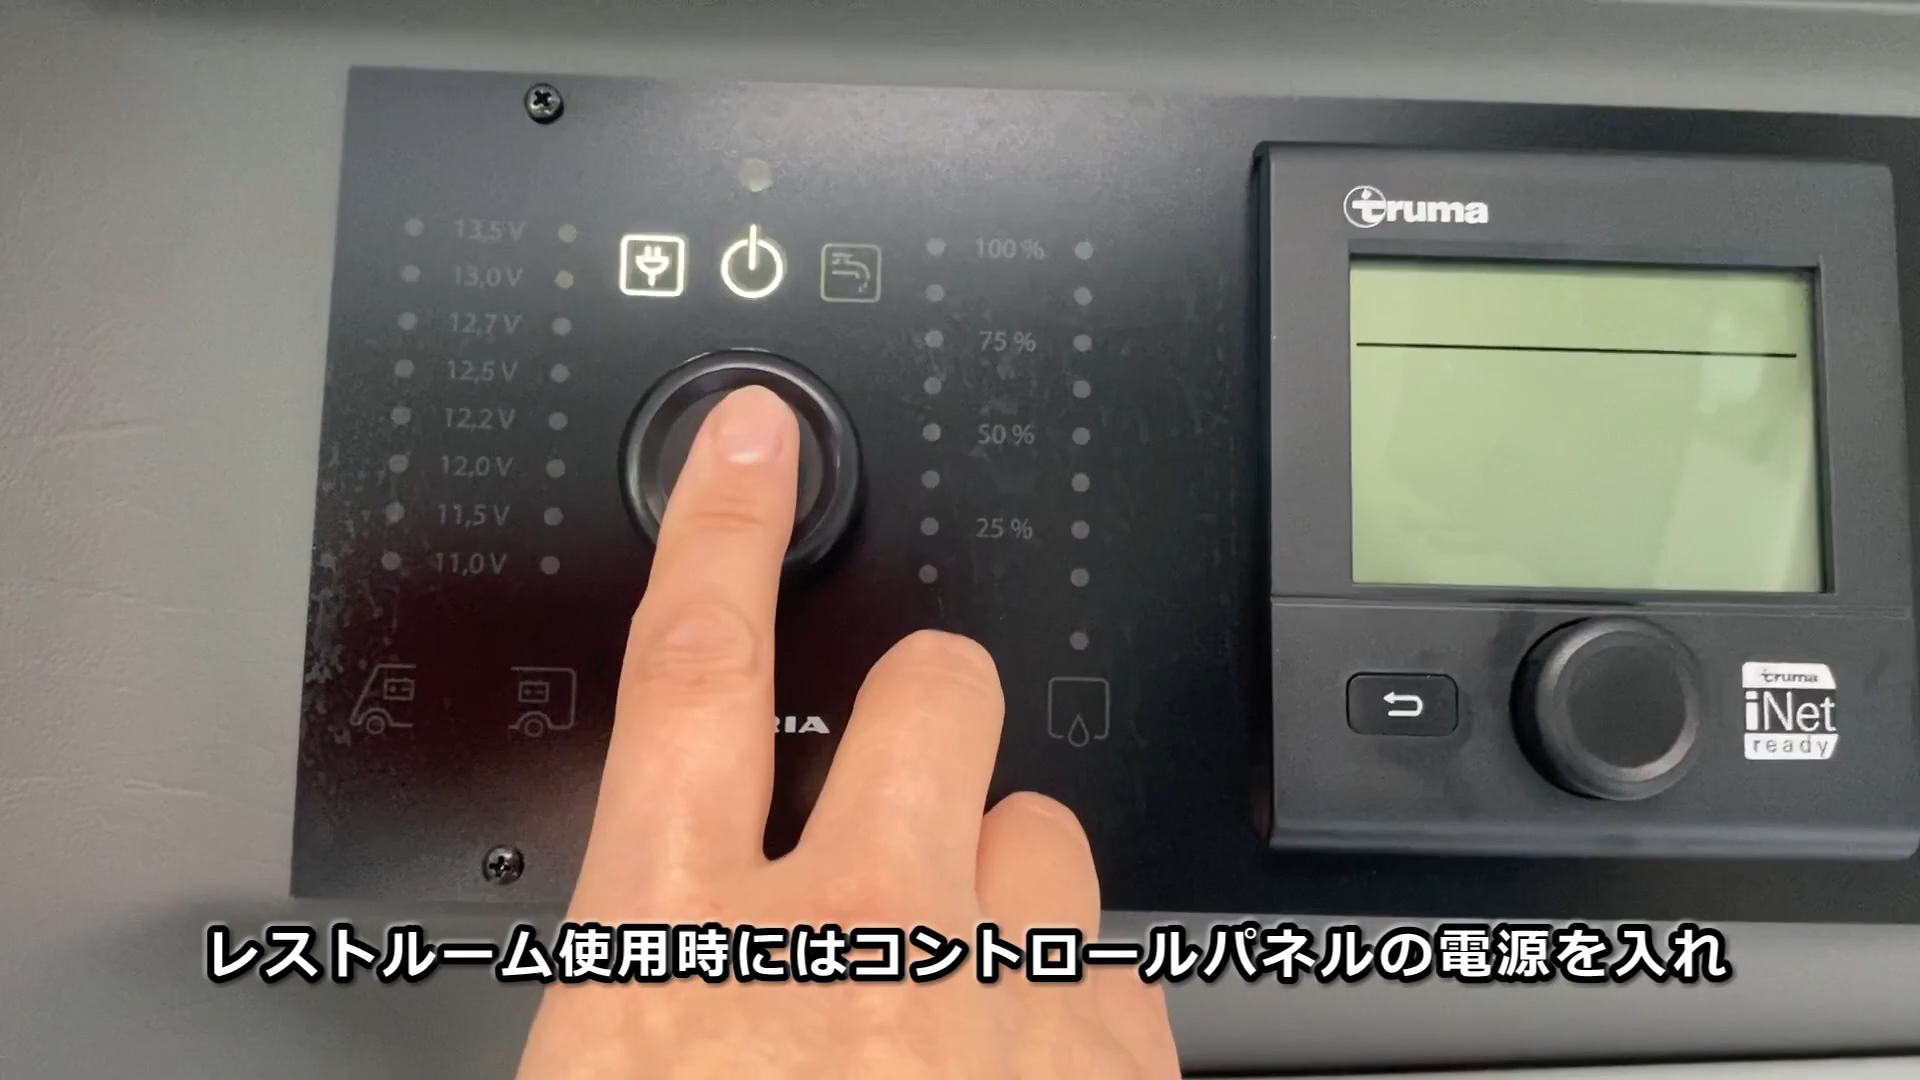 13,5 V
13,0 V
12,7 V
12,5 V
12,2 V
12,0 V
11,5 V
11,0 V
100 %
75 %
50 %
25 %
RIA
truma
truma
iNet
ready
レストルーム使用時にはコントロールパネルの電源を入れ